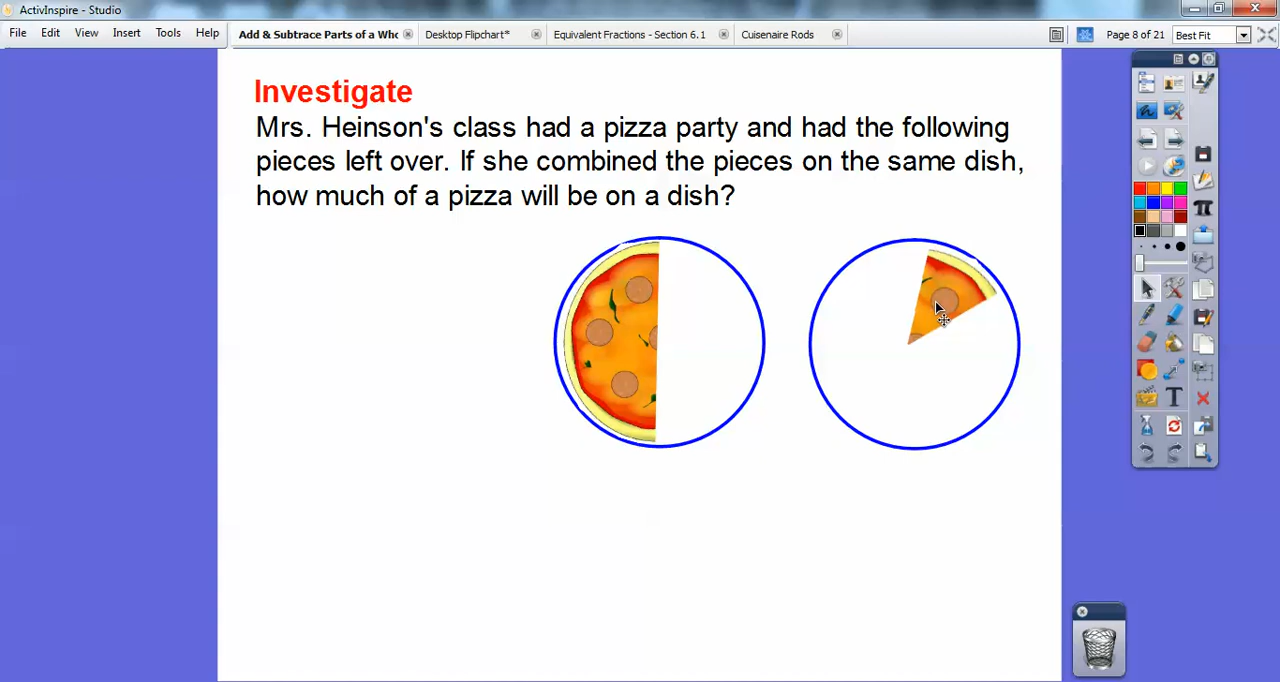 ActivInspire - Studio
File Edit View Insert Tools Help
Add & Subtrace Parts of a Who Desktop Flipchart* Equivalent Fractions - Section 6.1 Cuisenaire Rods Page 8 of 21 Best Fit
Investigate
Mrs. Heinson's class had a pizza party and had the following
pieces left over. If she combined the pieces on the same dish,
how much of a pizza will be on a dish?